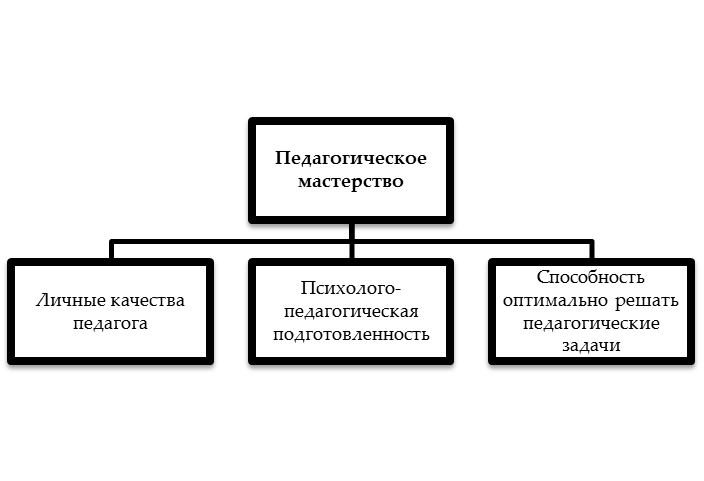 Педагогическое
мастерство
Личные качества
педагога
Психолого-
педагогическая
подготовленность
Способность
оптимально решать
педагогические
задачи